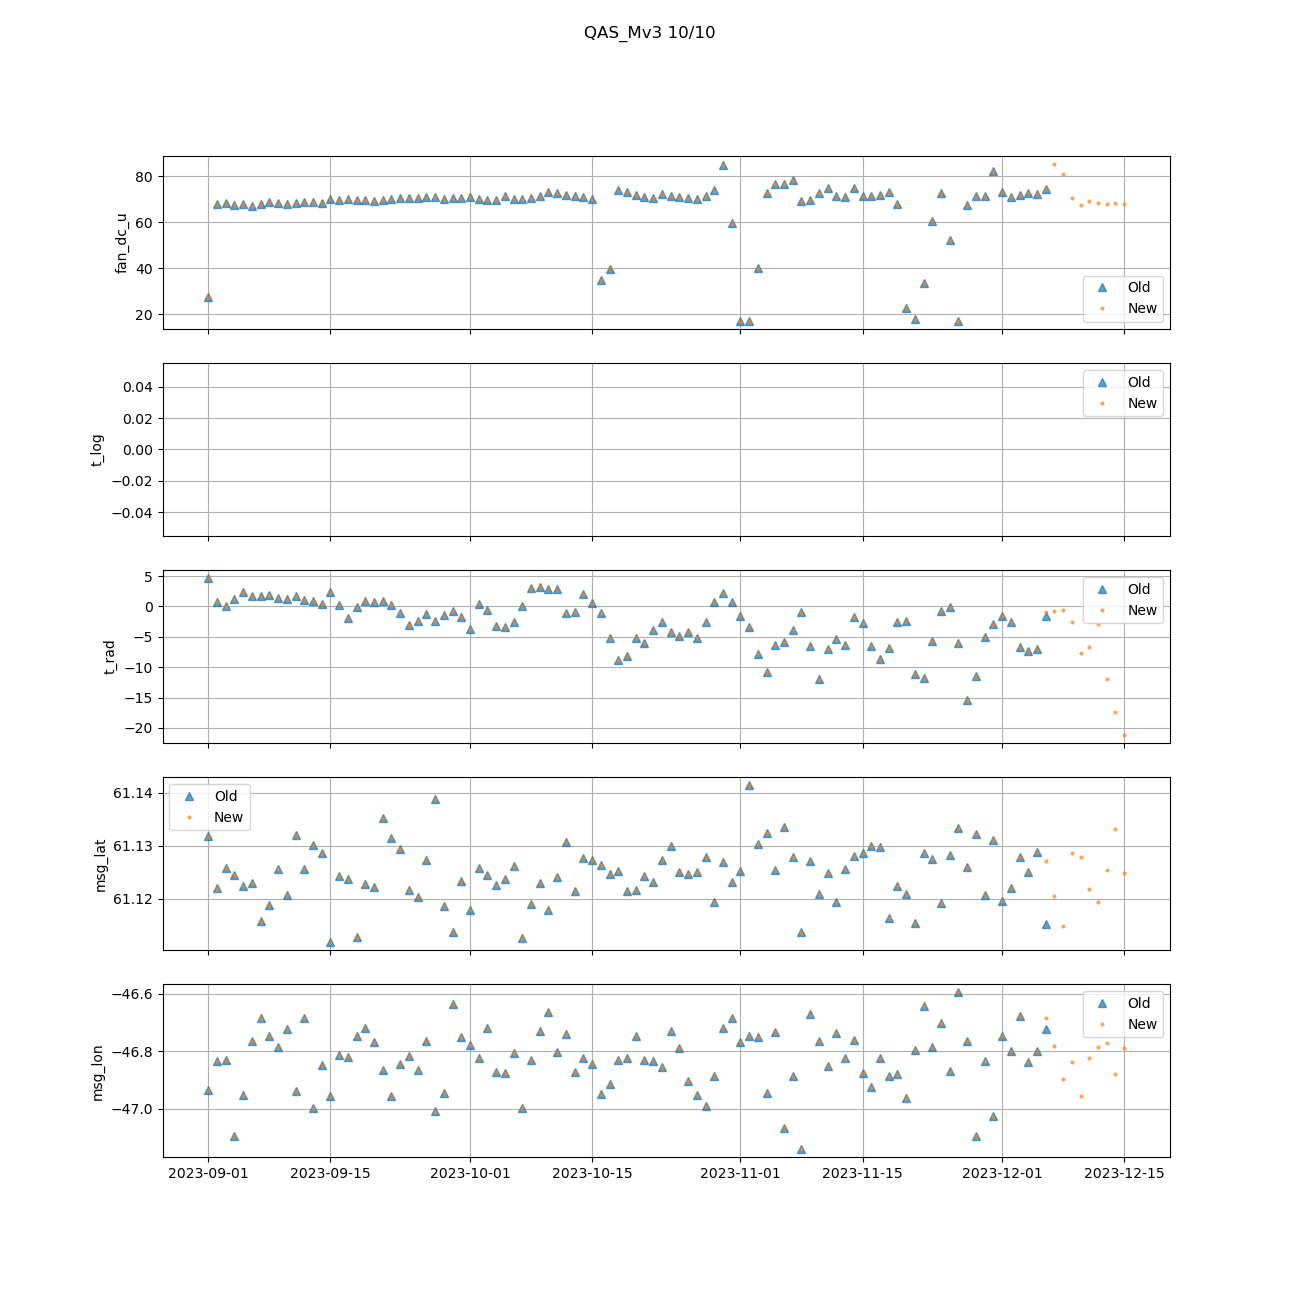 QAS_Mv3 10/10
80
60
40
20
fan_dc_u
Old
New
0.04
0.02
0.00
−0.02
−0.04
t_log
Old
New
5
0
−5
−10
−15
−20
t_rad
Old
New
61.14
61.13
61.12
msg_lat
Old
New
−46.6
−46.8
−47.0
msg_lon
Old
New
2023-09-01 2023-09-15 2023-10-01 2023-10-15 2023-11-01 2023-11-15 2023-12-01 2023-12-15